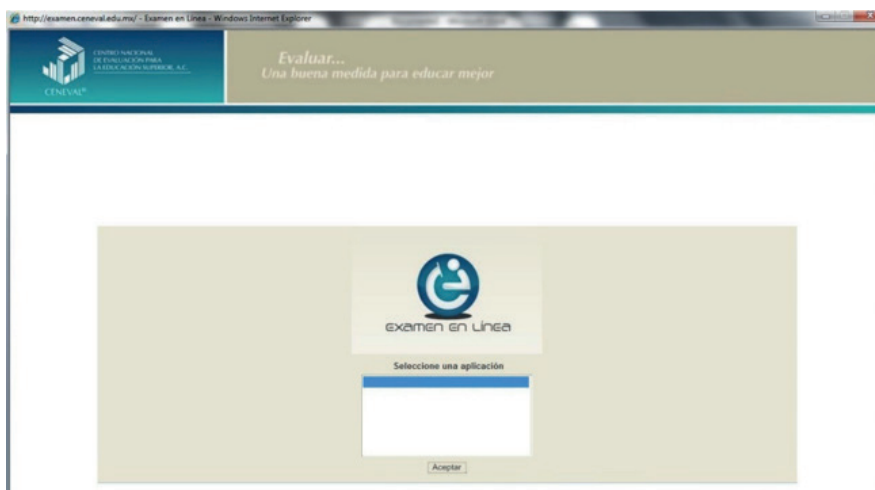 http://examen.ceneval.edu.mx/ - Examen en Línea - Windows Internet Explorer
CENTRO NACIONAL
DE EVALUACIÓN PARA
LA EDUCACIÓN SUPERIOR, A.C.
CENEVAL®
Evaluar...
Una buena medida para educar mejor
examen en Línea
Seleccione una aplicación
Aceptar